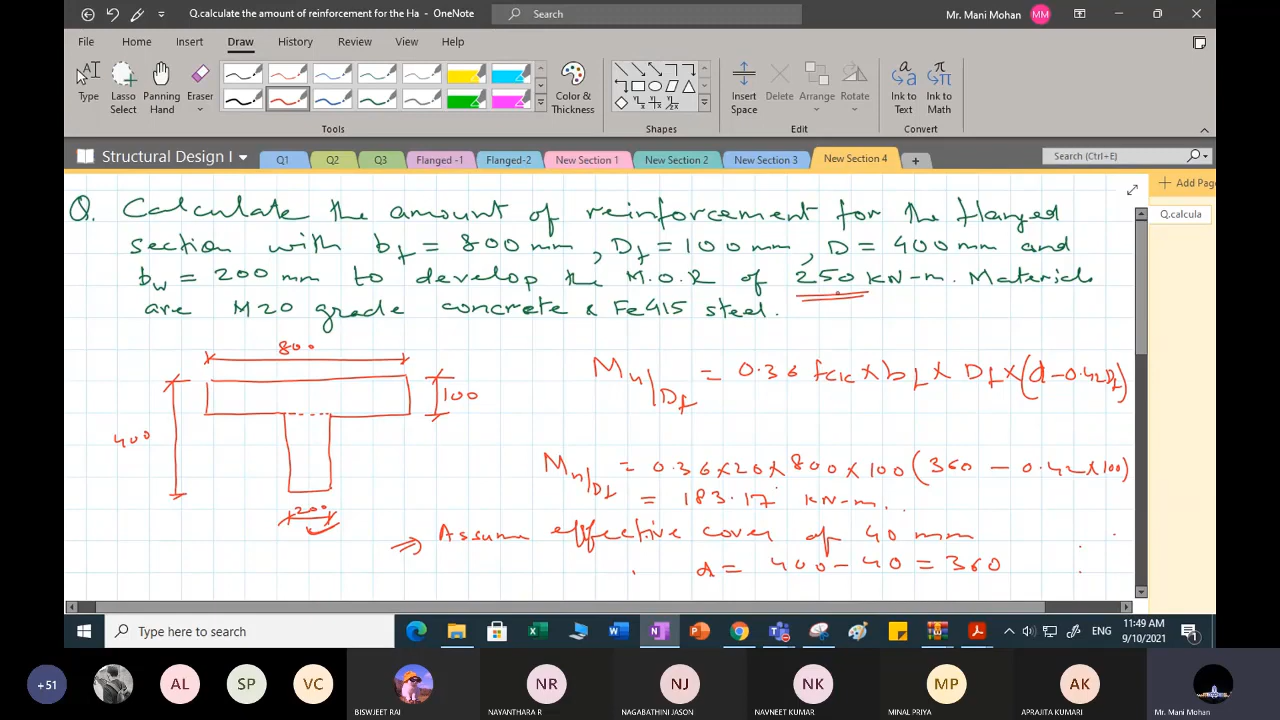 Q.calculate the amount of reinforcement for the Ha - OneNote
Search
Mr. Mani Mohan
MM
File Home Insert Draw History Review View Help
Type
Lasso Select
Panning Hand
Eraser
Color & Thickness
Insert Space
Delete
Arrange
Rotate
Ink to Text
Ink to Math
Tools
Shapes
Edit
Convert
Structural Design I
Q1
Q2
Q3
Flanged -1
Flanged-2
New Section 1
New Section 2
New Section 3
New Section 4
Search (Ctrl+E)
Add Pag
Q.calcula
Q. Calculate the amount of reinforcement for the flanged
section with bf = 800 mm, Df = 100 mm, D = 400 mm and
bw = 200 mm to develop the M.O.R of 250 kN-m. Materials
are M20 grade concrete & Fe415 steel.
800
100
400
200
Mu/Df = 0.36 fck × bf × Df × (d - 0.42Df)
Mu/Df = 0.36 × 20 × 800 × 100 (360 - 0.42 × 100)
= 183.17 kN-m.
⇒ Assume effective cover of 40 mm
d = 400 - 40 = 360
Type here to search
ENG
11:49 AM
9/10/2021
1
+51
AL
SP
VC
BISWJEET RAI
NR
NAYANTHARA R
NJ
NAGABATHINI JASON
NK
NAVNEET KUMAR
MP
MINAL PRIYA
AK
APRAJITA KUMARI
Mr. Mani Mohan